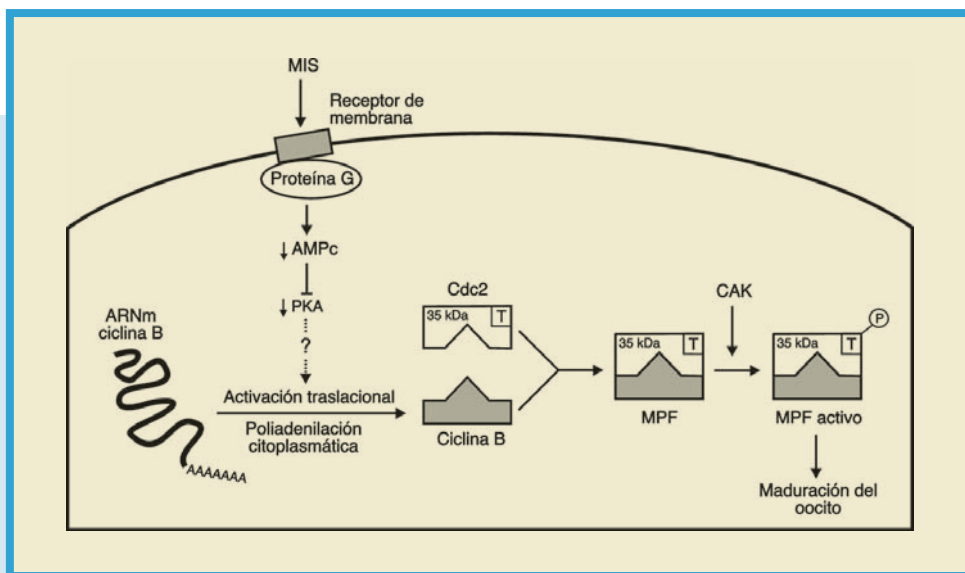 MIS
Receptor de
membrana
Proteína G
↓ AMPc
↓ PKA
?
ARNm
ciclina B
AAAAAAA
Activación traslacional
Poliadenilación
citoplasmática
Cdc2
35 kDa T
Ciclina B
35 kDa T
MPF
CAK
35 kDa T P
MPF activo
Maduración del
oocito